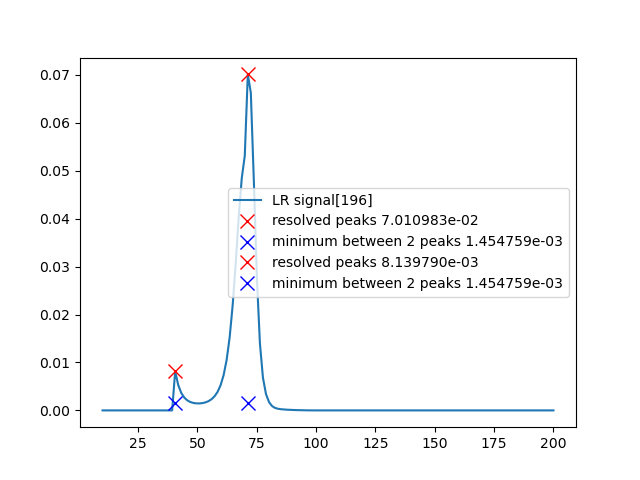 0.07
0.06
0.05
0.04
0.03
0.02
0.01
0.00
LR signal[196]
resolved peaks 7.010983e-02
minimum between 2 peaks 1.454759e-03
resolved peaks 8.139790e-03
minimum between 2 peaks 1.454759e-03
25 50 75 100 125 150 175 200